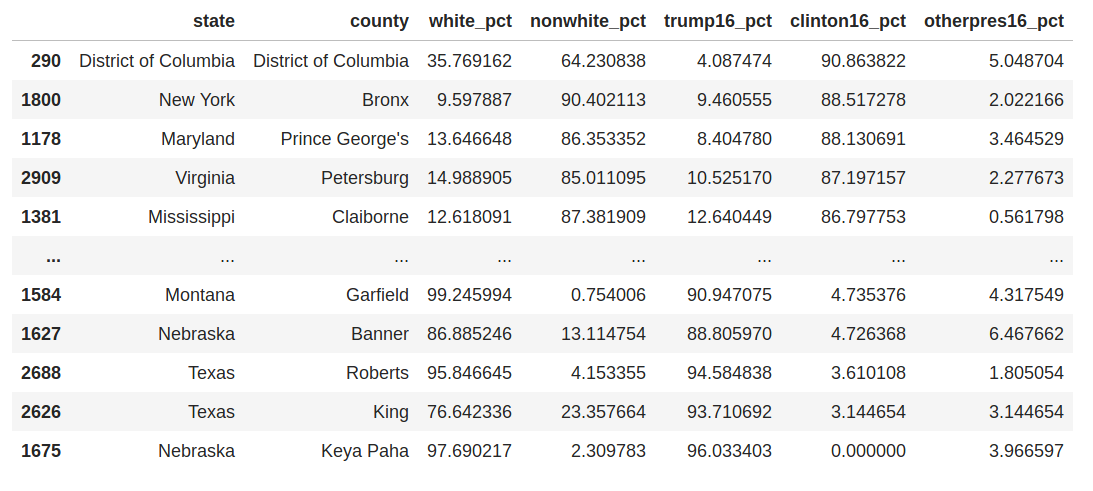 state county white_pct nonwhite_pct trump16_pct clinton16_pct otherpres16_pct
290 District of Columbia District of Columbia 35.769162 64.230838 4.087474 90.863822 5.048704
1800 New York Bronx 9.597887 90.402113 9.460555 88.517278 2.022166
1178 Maryland Prince George's 13.646648 86.353352 8.404780 88.130691 3.464529
2909 Virginia Petersburg 14.988905 85.011095 10.525170 87.197157 2.277673
1381 Mississippi Claiborne 12.618091 87.381909 12.640449 86.797753 0.561798
... ... ... ... ... ... ... ...
1584 Montana Garfield 99.245994 0.754006 90.947075 4.735376 4.317549
1627 Nebraska Banner 86.885246 13.114754 88.805970 4.726368 6.467662
2688 Texas Roberts 95.846645 4.153355 94.584838 3.610108 1.805054
2626 Texas King 76.642336 23.357664 93.710692 3.144654 3.144654
1675 Nebraska Keya Paha 97.690217 2.309783 96.033403 0.000000 3.966597